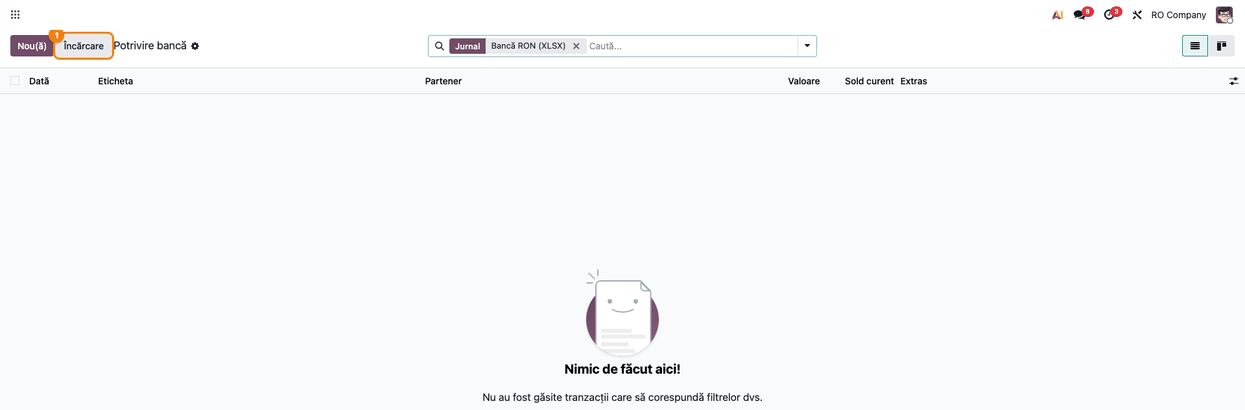 AI 8 3 RO Company
Nou(ă) 1 Încărcare Potrivire bancă Jurnal Bancă RON (XLSX) Caută...
Dată Eticheta Partener Valoare Sold curent Extras
Nimic de făcut aici!
Nu au fost găsite tranzacții care să corespundă filtrelor dvs.